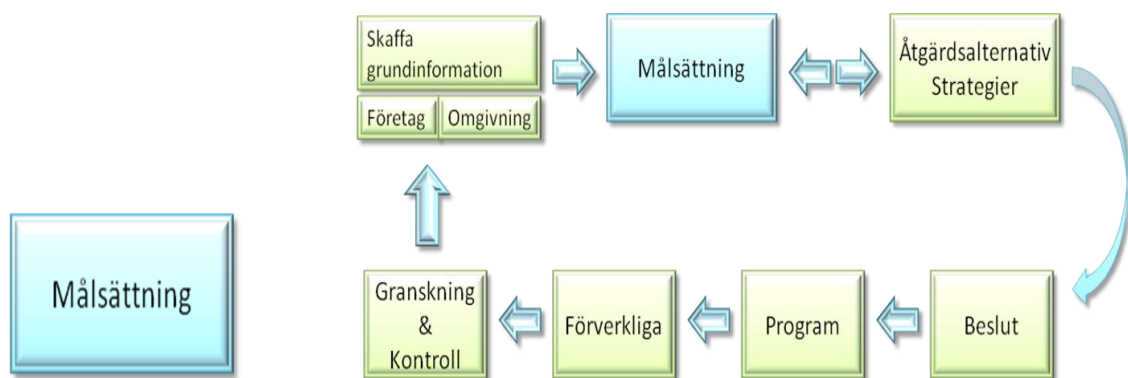 Skaffa
grundinformation
Företag
Omgivning
Målsättning
Åtgärdsalternativ
Strategier
Målsättning
Granskning
&
Kontroll
Förverkliga
Program
Beslut